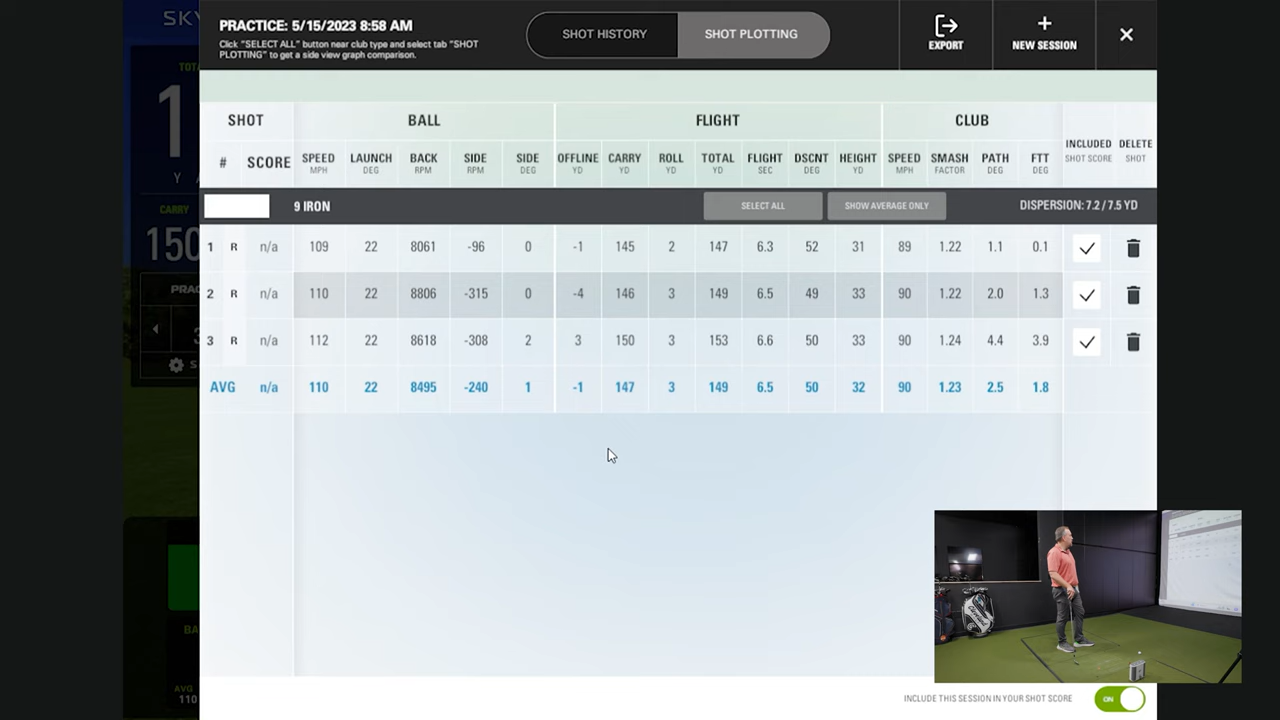 SKY
PRACTICE: 5/15/2023 8:58 AM
Click "SELECT ALL" button near club type and select tab "SHOT
PLOTTING" to get a side view graph comparison.
SHOT HISTORY
SHOT PLOTTING
EXPORT
NEW SESSION
SHOT
BALL
FLIGHT
CLUB
# SCORE SPEED LAUNCH BACK SIDE SIDE OFFLINE CARRY ROLL TOTAL FLIGHT DSCNT HEIGHT SPEED SMASH PATH FTT INCLUDED DELETE
MPH DEG RPM RPM DEG YD YD YD YD SEC DEG YD MPH FACTOR DEG DEG SHOT SCORE SHOT
9 IRON SELECT ALL SHOW AVERAGE ONLY DISPERSION: 7.2 / 7.5 YD
1 R n/a 109 22 8061 -96 0 -1 145 2 147 6.3 52 31 89 1.22 1.1 0.1
2 R n/a 110 22 8806 -315 0 -4 146 3 149 6.5 49 33 90 1.22 2.0 1.3
3 R n/a 112 22 8618 -308 2 3 150 3 153 6.6 50 33 90 1.24 4.4 3.9
AVG n/a 110 22 8495 -240 1 -1 147 3 149 6.5 50 32 90 1.23 2.5 1.8
TOT
1
Y
CARRY
150
PRAC
S
BA
AVG
110
INCLUDE THIS SESSION IN YOUR SHOT SCORE
ON